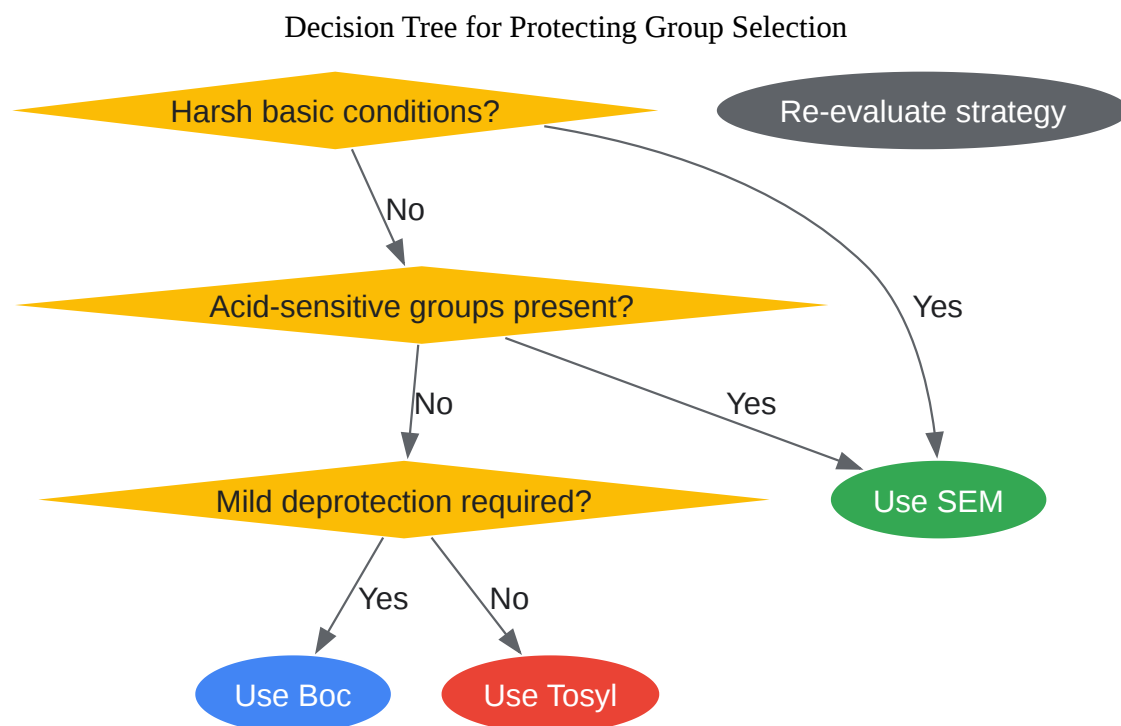 Decision Tree for Protecting Group Selection
Harsh basic conditions?
Re-evaluate strategy
No
Acid-sensitive groups present?
Yes
No
Yes
Mild deprotection required?
Use SEM
Yes
No
Use Boc
Use Tosyl